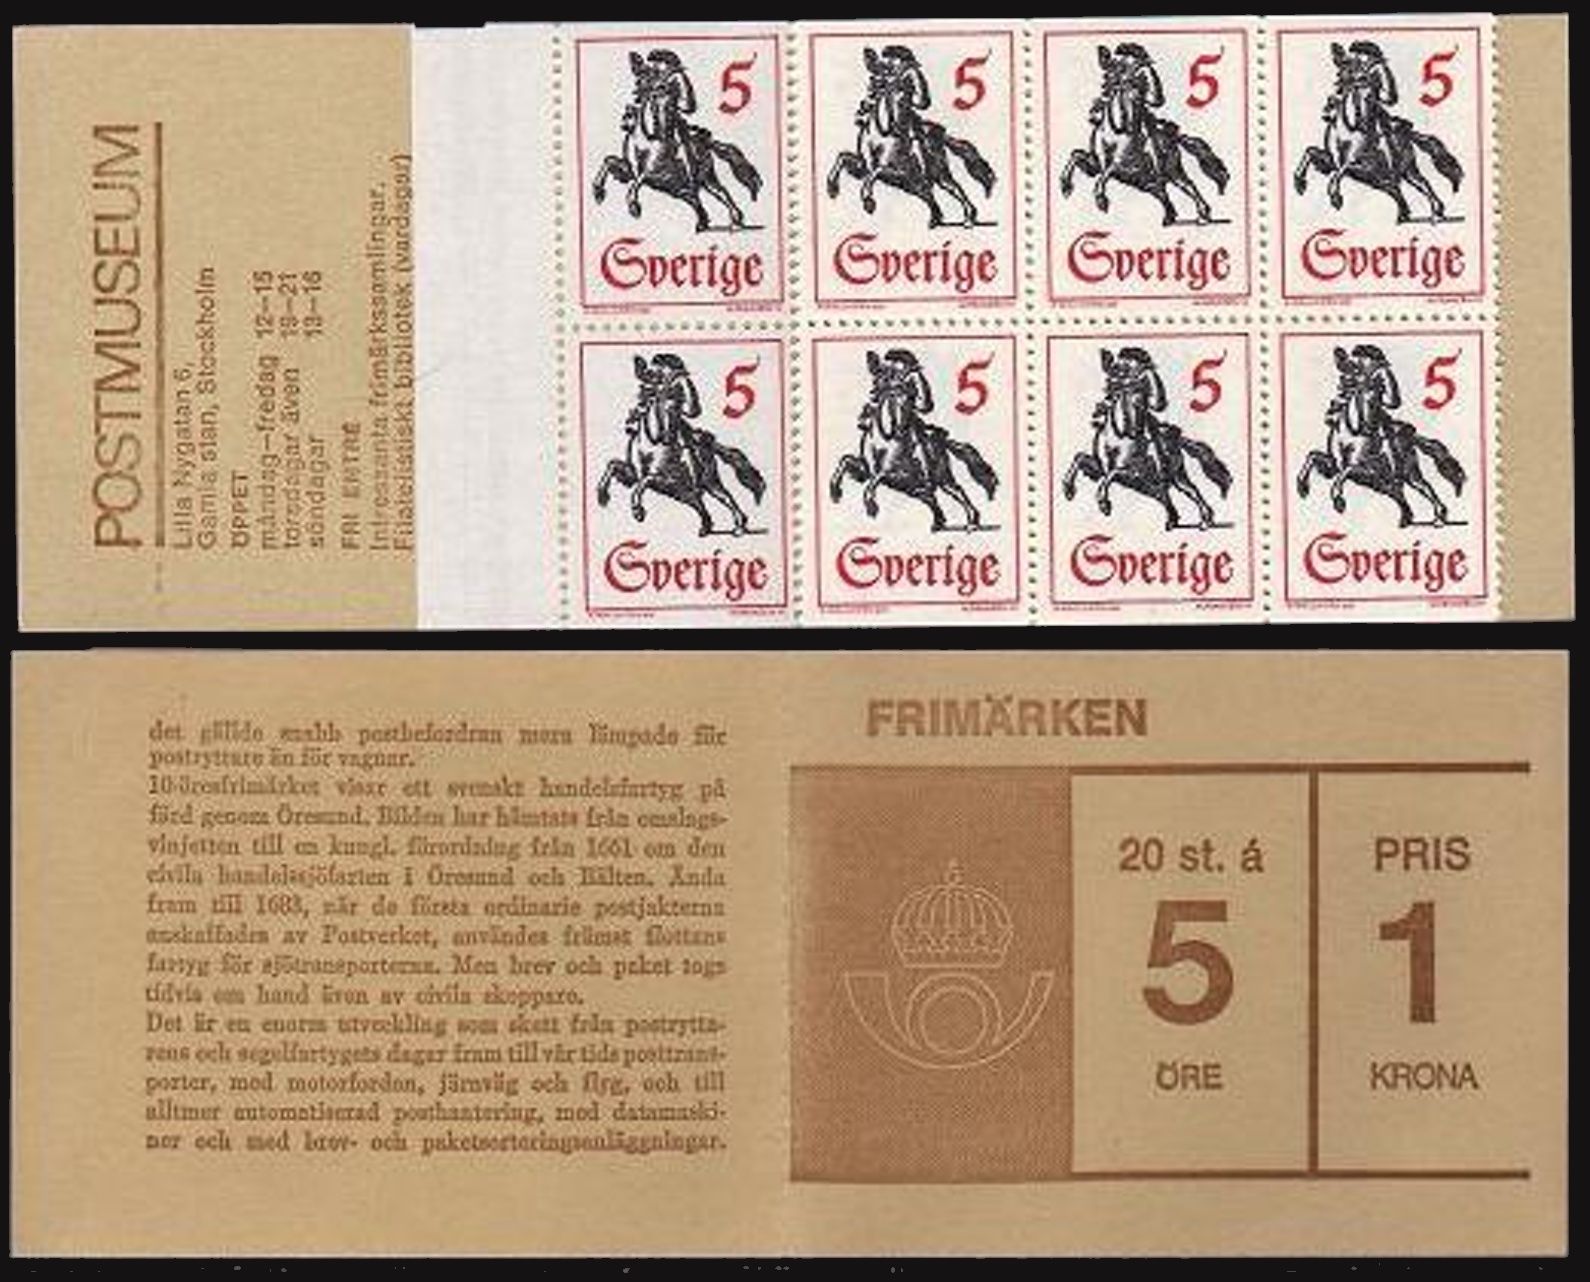 POSTMUSEUM
Lilla Nygatan 6,
Gamla stan, Stockholm
ÖPPET
måndag–fredag 12–15
torsdagar även 19–21
söndagar 13–16
FRI ENTRÉ
Intressanta frimärkssamlingar.
Filatelistiskt bibliotek (vardagar)
5
Sverige
5
Sverige
5
Sverige
5
Sverige
5
Sverige
5
Sverige
5
Sverige
5
Sverige
det gällde snabb postbefordran mera lämpade för
postryttare än för vagnar.
10-öresfrimärket visar ett svenskt handelsfartyg på
färd genom Öresund. Bilden har hämtats från omslags-
vinjetten till en kungl. förordning från 1661 om den
civila handelssjöfarten i Öresund och Bälten. Ända
fram till 1683, när de första ordinarie postjakterna
anskaffades av Postverket, användes främst flottans
fartyg för sjötransporterna. Men brev och paket togs
tidvis om hand även av civila skeppare.
Det är en enorm utveckling som skett från postrytta-
rens och segelfartygets dagar fram till vår tids posttrans-
porter, med motorfordon, järnväg och flyg, och till
alltmer automatiserad posthantering, med datamaski-
ner och med brev- och paketsorteringsanläggningar.
FRIMÄRKEN
20 st. á
5
ÖRE
PRIS
1
KRONA